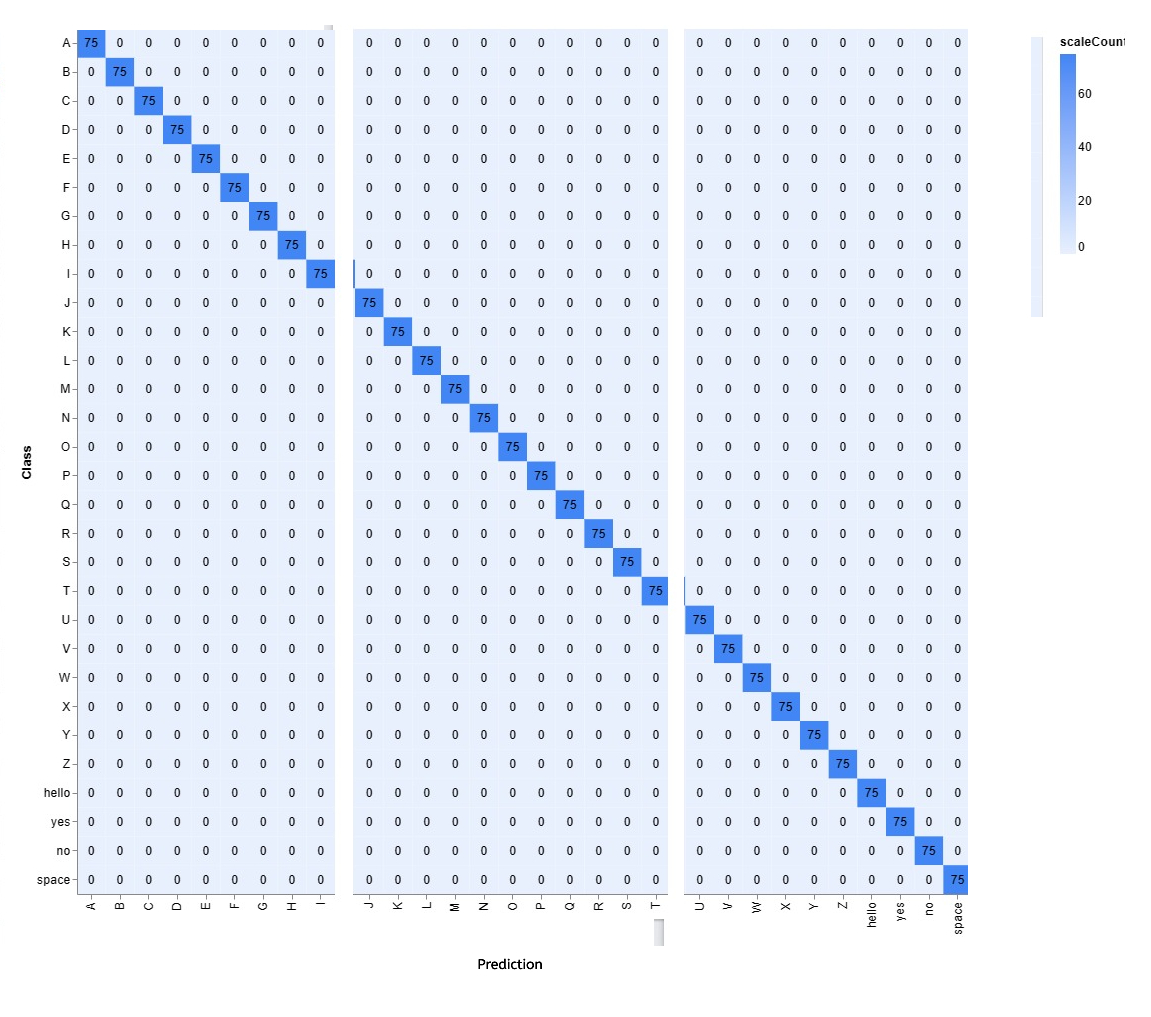 scaleCount
60
40
20
0
Class
A 75 0 0 0 0 0 0 0 0 0 0 0 0 0 0 0 0 0 0 0 0 0 0 0 0 0 0 0 0 0
B 0 75 0 0 0 0 0 0 0 0 0 0 0 0 0 0 0 0 0 0 0 0 0 0 0 0 0 0 0 0
C 0 0 75 0 0 0 0 0 0 0 0 0 0 0 0 0 0 0 0 0 0 0 0 0 0 0 0 0 0 0
D 0 0 0 75 0 0 0 0 0 0 0 0 0 0 0 0 0 0 0 0 0 0 0 0 0 0 0 0 0 0
E 0 0 0 0 75 0 0 0 0 0 0 0 0 0 0 0 0 0 0 0 0 0 0 0 0 0 0 0 0 0
F 0 0 0 0 0 75 0 0 0 0 0 0 0 0 0 0 0 0 0 0 0 0 0 0 0 0 0 0 0 0
G 0 0 0 0 0 0 75 0 0 0 0 0 0 0 0 0 0 0 0 0 0 0 0 0 0 0 0 0 0 0
H 0 0 0 0 0 0 0 75 0 0 0 0 0 0 0 0 0 0 0 0 0 0 0 0 0 0 0 0 0 0
I 0 0 0 0 0 0 0 0 75 0 0 0 0 0 0 0 0 0 0 0 0 0 0 0 0 0 0 0 0 0
J 0 0 0 0 0 0 0 0 0 75 0 0 0 0 0 0 0 0 0 0 0 0 0 0 0 0 0 0 0 0
K 0 0 0 0 0 0 0 0 0 0 75 0 0 0 0 0 0 0 0 0 0 0 0 0 0 0 0 0 0 0
L 0 0 0 0 0 0 0 0 0 0 0 75 0 0 0 0 0 0 0 0 0 0 0 0 0 0 0 0 0 0
M 0 0 0 0 0 0 0 0 0 0 0 0 75 0 0 0 0 0 0 0 0 0 0 0 0 0 0 0 0 0
N 0 0 0 0 0 0 0 0 0 0 0 0 0 75 0 0 0 0 0 0 0 0 0 0 0 0 0 0 0 0
O 0 0 0 0 0 0 0 0 0 0 0 0 0 0 75 0 0 0 0 0 0 0 0 0 0 0 0 0 0 0
P 0 0 0 0 0 0 0 0 0 0 0 0 0 0 0 75 0 0 0 0 0 0 0 0 0 0 0 0 0 0
Q 0 0 0 0 0 0 0 0 0 0 0 0 0 0 0 0 75 0 0 0 0 0 0 0 0 0 0 0 0 0
R 0 0 0 0 0 0 0 0 0 0 0 0 0 0 0 0 0 75 0 0 0 0 0 0 0 0 0 0 0 0
S 0 0 0 0 0 0 0 0 0 0 0 0 0 0 0 0 0 0 75 0 0 0 0 0 0 0 0 0 0 0
T 0 0 0 0 0 0 0 0 0 0 0 0 0 0 0 0 0 0 0 75 0 0 0 0 0 0 0 0 0 0
U 0 0 0 0 0 0 0 0 0 0 0 0 0 0 0 0 0 0 0 0 75 0 0 0 0 0 0 0 0 0
V 0 0 0 0 0 0 0 0 0 0 0 0 0 0 0 0 0 0 0 0 0 75 0 0 0 0 0 0 0 0
W 0 0 0 0 0 0 0 0 0 0 0 0 0 0 0 0 0 0 0 0 0 0 75 0 0 0 0 0 0 0
X 0 0 0 0 0 0 0 0 0 0 0 0 0 0 0 0 0 0 0 0 0 0 0 75 0 0 0 0 0 0
Y 0 0 0 0 0 0 0 0 0 0 0 0 0 0 0 0 0 0 0 0 0 0 0 0 75 0 0 0 0 0
Z 0 0 0 0 0 0 0 0 0 0 0 0 0 0 0 0 0 0 0 0 0 0 0 0 0 75 0 0 0 0
hello 0 0 0 0 0 0 0 0 0 0 0 0 0 0 0 0 0 0 0 0 0 0 0 0 0 0 75 0 0 0
yes 0 0 0 0 0 0 0 0 0 0 0 0 0 0 0 0 0 0 0 0 0 0 0 0 0 0 0 75 0 0
no 0 0 0 0 0 0 0 0 0 0 0 0 0 0 0 0 0 0 0 0 0 0 0 0 0 0 0 0 75 0
space 0 0 0 0 0 0 0 0 0 0 0 0 0 0 0 0 0 0 0 0 0 0 0 0 0 0 0 0 0 75
A B C D E F G H I J K L M N O P Q R S T U V W X Y Z hello yes no space
Prediction